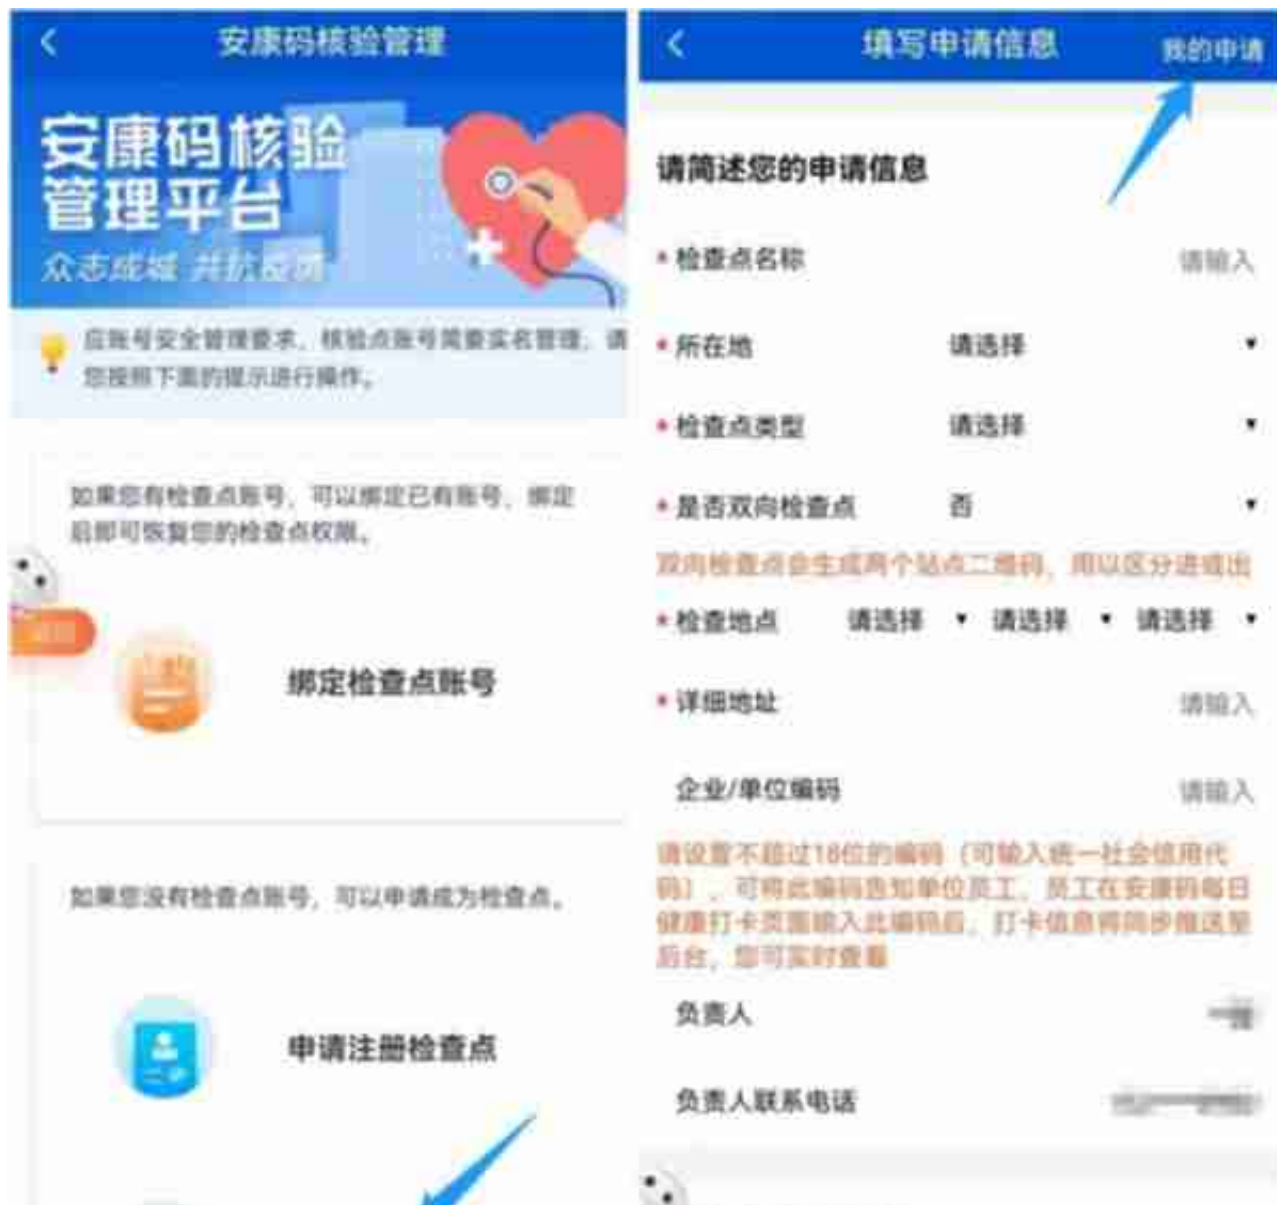 安康码核验管理
安康码核验
管理平台
众志成城 共抗疫情
应账号安全管理要求，核验点账号需要实名管理，请
您按照下面的提示进行操作。
如果您有检查点账号，可以绑定已有账号，绑定
后即可恢复您的检查点权限。
绑定检查点账号
如果您没有检查点账号，可以申请成为检查点。
申请注册检查点
填写申请信息 我的申请
请简述您的申请信息
* 检查点名称 请输入
* 所在地 请选择
* 检查点类型 请选择
* 是否双向检查点 否
双向检查点会生成两个站点二维码，用以区分进或出
* 检查地点 请选择 请选择 请选择
* 详细地址 请输入
企业/单位编码 请输入
请设置不超过18位的编码（可输入统一社会信用代
码），可将此编码告知单位员工，员工在安康码每日
健康打卡页面输入此编码后，打卡信息将同步推送至
后台，您可实时查看
负责人
负责人联系电话